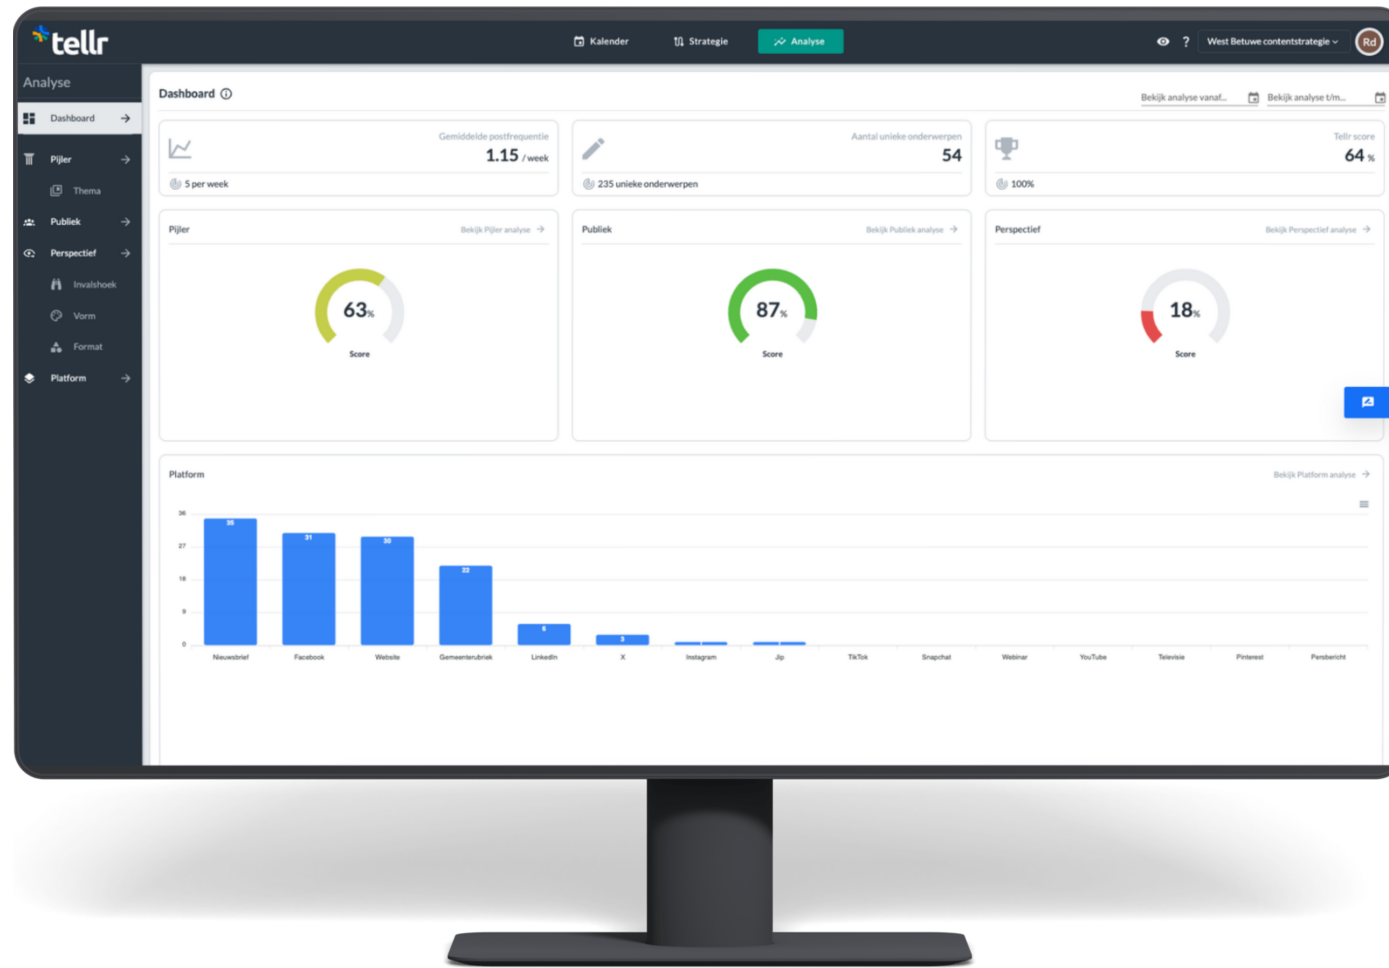 tellr
Kalender
Strategie
Analyse
?
West Betuwe contentstrategie
Rd
Analyse
Dashboard
Pijler
Thema
Publiek
Perspectief
Invalshoek
Vorm
Format
Platform
Dashboard
Bekijk analyse vanaf...
Bekijk analyse t/m...
Gemiddelde postfrequentie
1.15 / week
5 per week
Aantal unieke onderwerpen
54
235 unieke onderwerpen
Tellr score
64 %
100%
Pijler
Bekijk Pijler analyse
63%
Score
Publiek
Bekijk Publiek analyse
87%
Score
Perspectief
Bekijk Perspectief analyse
18%
Score
Platform
Bekijk Platform analyse
36
27
18
9
0
35
31
30
22
6
3
Nieuwsbrief
Facebook
Website
Gemeenterubriek
LinkedIn
X
Instagram
Jip
TikTok
Snapchat
Webinar
YouTube
Televisie
Pinterest
Persbericht